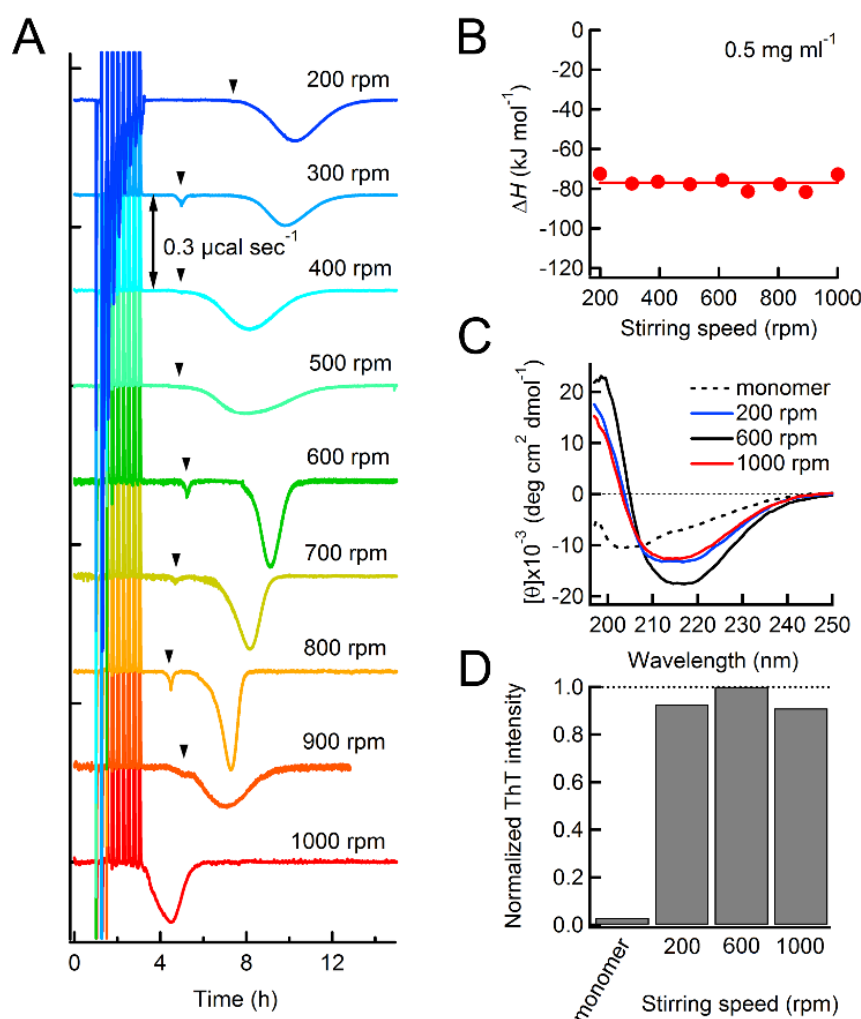 A
200 rpm
300 rpm
0.3 μcal sec⁻¹
400 rpm
500 rpm
600 rpm
700 rpm
800 rpm
900 rpm
1000 rpm
0 4 8 12
Time (h)
B
0.5 mg ml⁻¹
0
-20
-40
-60
-80
-100
-120
ΔH (kJ mol⁻¹)
200 400 600 800 1000
Stirring speed (rpm)
C
monomer
200 rpm
600 rpm
1000 rpm
20
10
0
-10
-20
[θ]x10⁻³ (deg cm² dmol⁻¹)
200 210 220 230 240 250
Wavelength (nm)
D
1.0
0.8
0.6
0.4
0.2
0.0
Normalized ThT intensity
monomer
200 600 1000
Stirring speed (rpm)